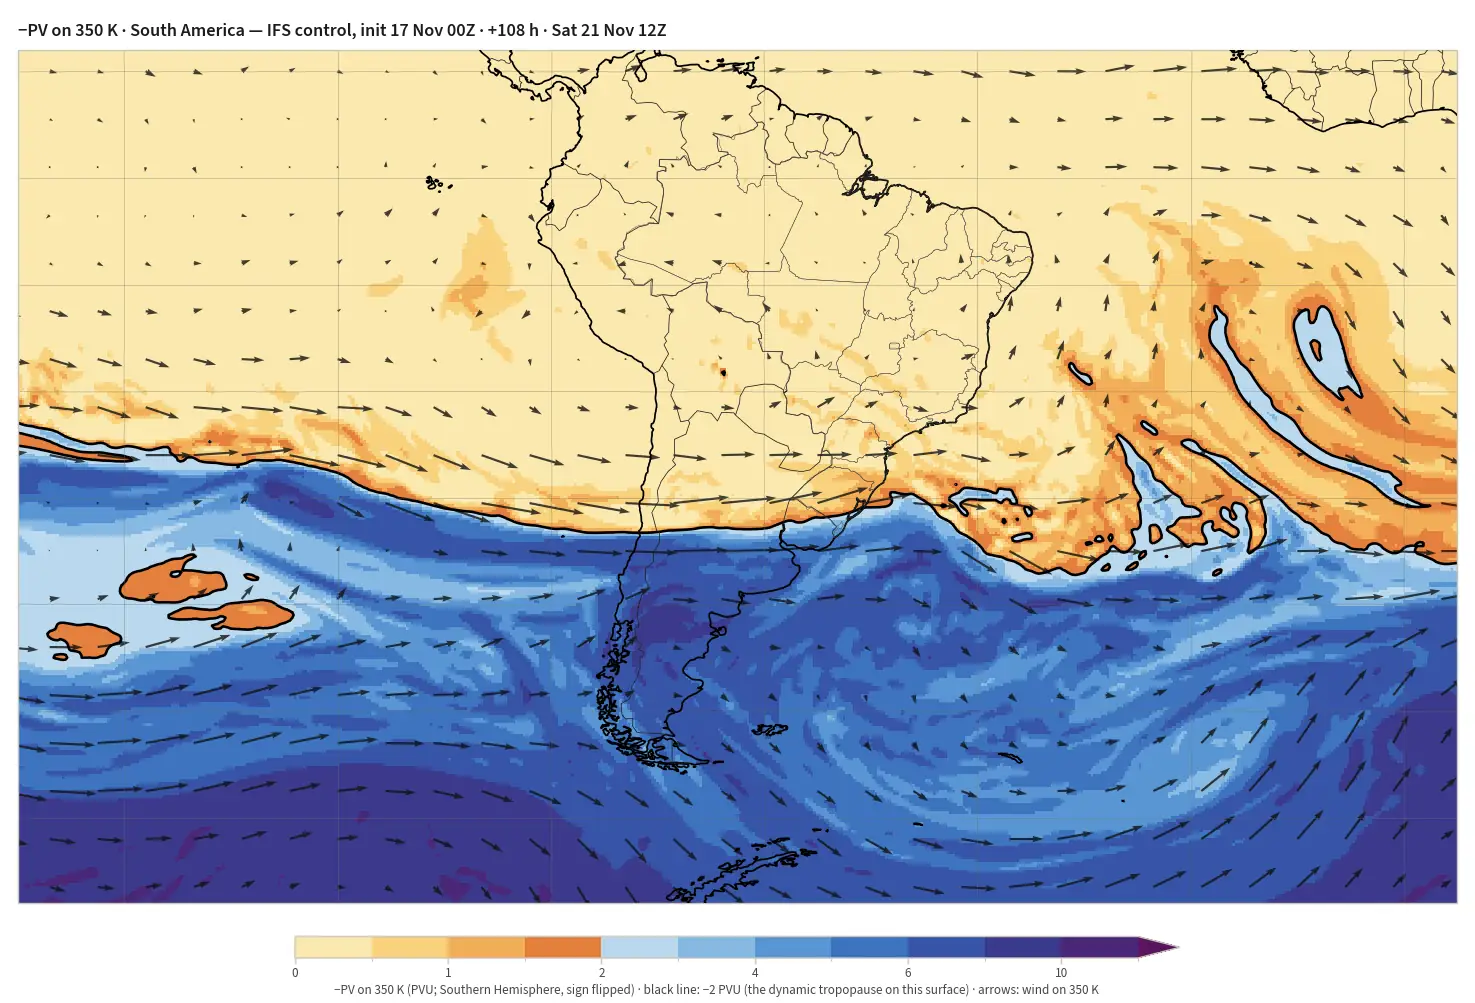 −PV on 350 K · South America — IFS control, init 17 Nov 00Z · +108 h · Sat 21 Nov 12Z
0 1 2 4 6 10
−PV on 350 K (PVU; Southern Hemisphere, sign flipped) · black line: −2 PVU (the dynamic tropopause on this surface) · arrows: wind on 350 K